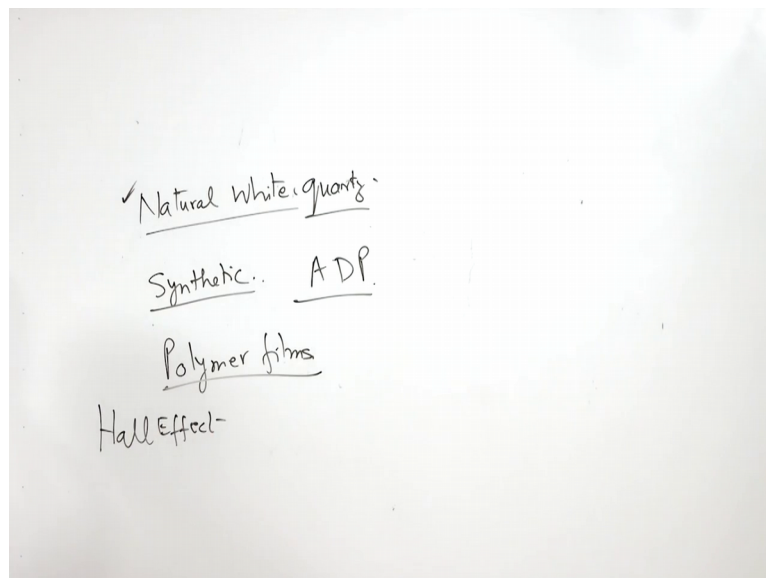 ✓Natural White quartz.
Synthetic.. ADP.
Polymer films
Hall Effect-